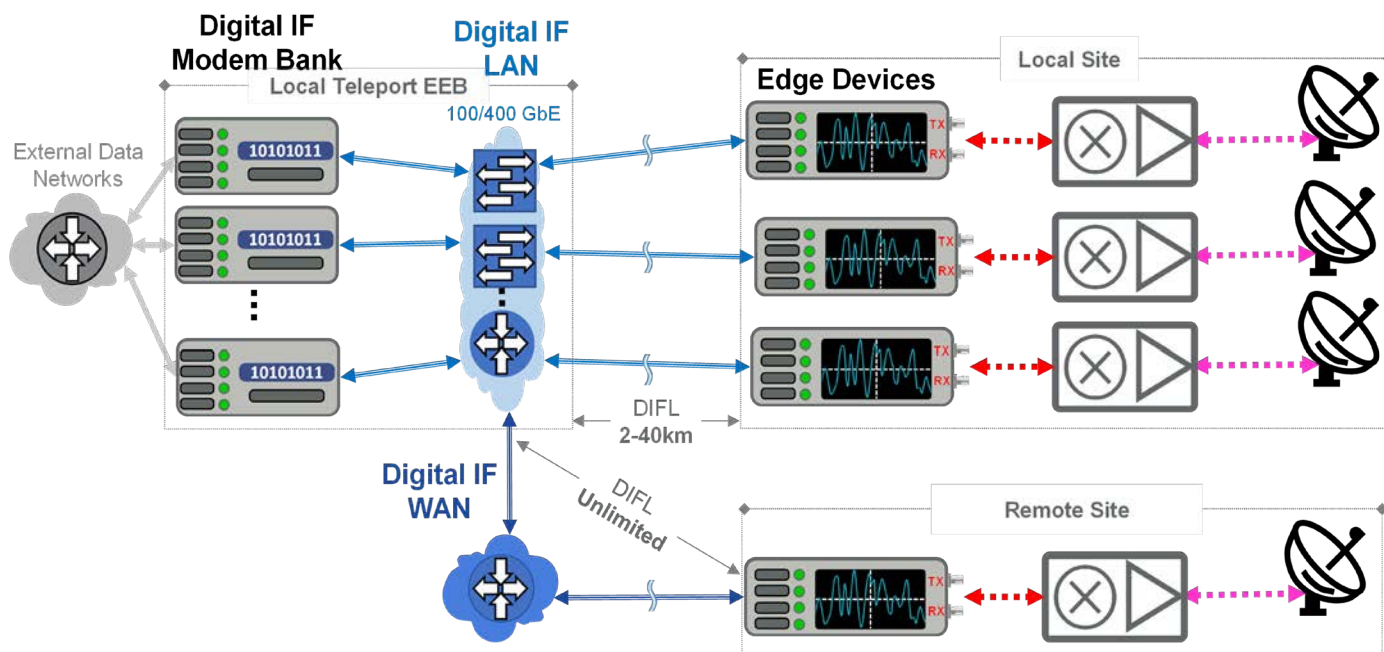 Digital IF
Modem Bank
Digital IF
LAN
Local Teleport EEB
100/400 GbE
Local Site
Edge Devices
External Data
Networks
10101011
10101011
10101011
TX
RX
TX
RX
TX
RX
DIFL
2-40km
Digital IF
WAN
DIFL
Unlimited
Remote Site
TX
RX